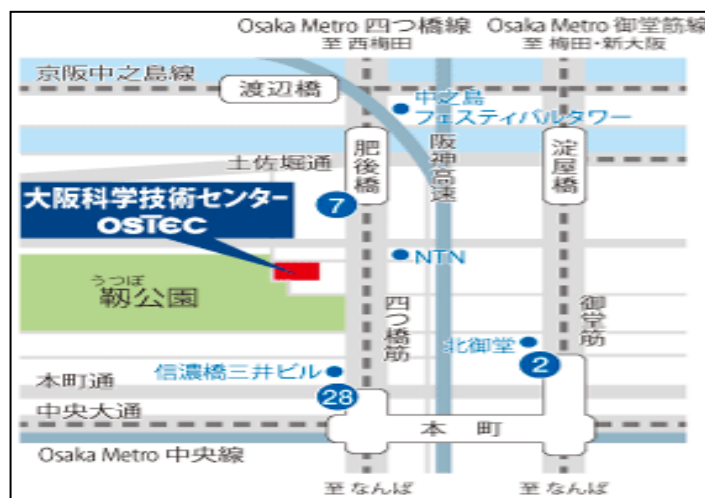 Osaka Metro 四つ橋線 Osaka Metro 御堂筋線
至 西梅田 至 梅田・新大阪
京阪中之島線
渡辺橋
中之島
フェスティバルタワー
肥後橋
阪神高速
淀屋橋
土佐堀通
大阪科学技術センター
OSTEC
7
NTN
うつぼ
靱公園
四つ橋筋
御堂筋
北御堂
2
信濃橋三井ビル
本町通
28
中央大通
本町
Osaka Metro 中央線
至 なんば 至 なんば